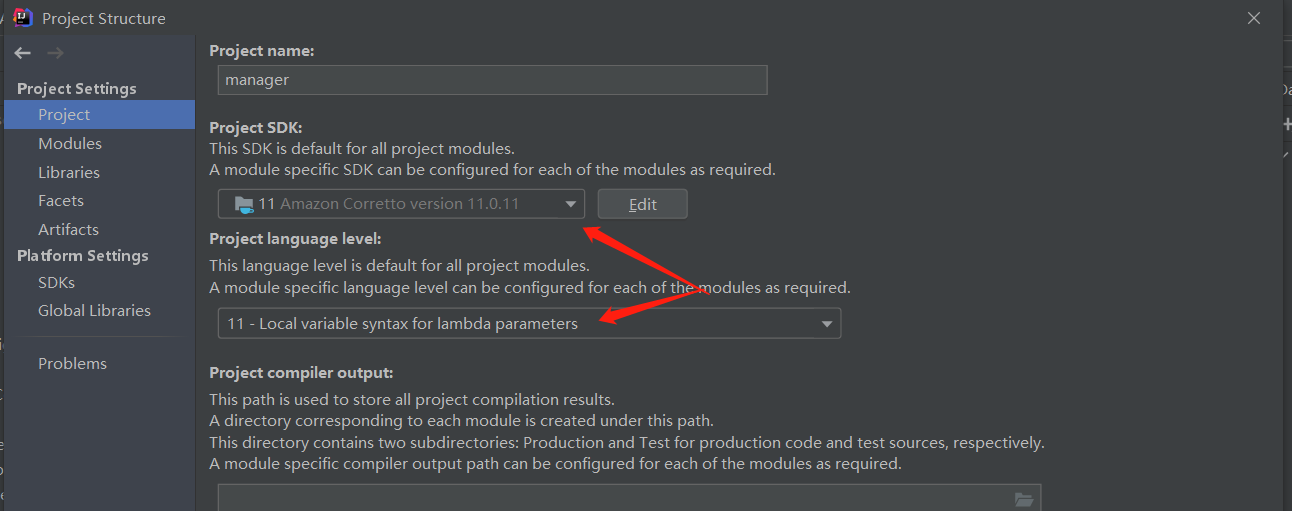 Project Structure
Project Settings
Project
Modules
Libraries
Facets
Artifacts
Platform Settings
SDKs
Global Libraries
Problems
Project name:
manager
Project SDK:
This SDK is default for all project modules.
A module specific SDK can be configured for each of the modules as required.
11 Amazon Corretto version 11.0.11
Edit
Project language level:
This language level is default for all project modules.
A module specific language level can be configured for each of the modules as required.
11 - Local variable syntax for lambda parameters
Project compiler output:
This path is used to store all project compilation results.
A directory corresponding to each module is created under this path.
This directory contains two subdirectories: Production and Test for production code and test sources, respectively.
A module specific compiler output path can be configured for each of the modules as required.